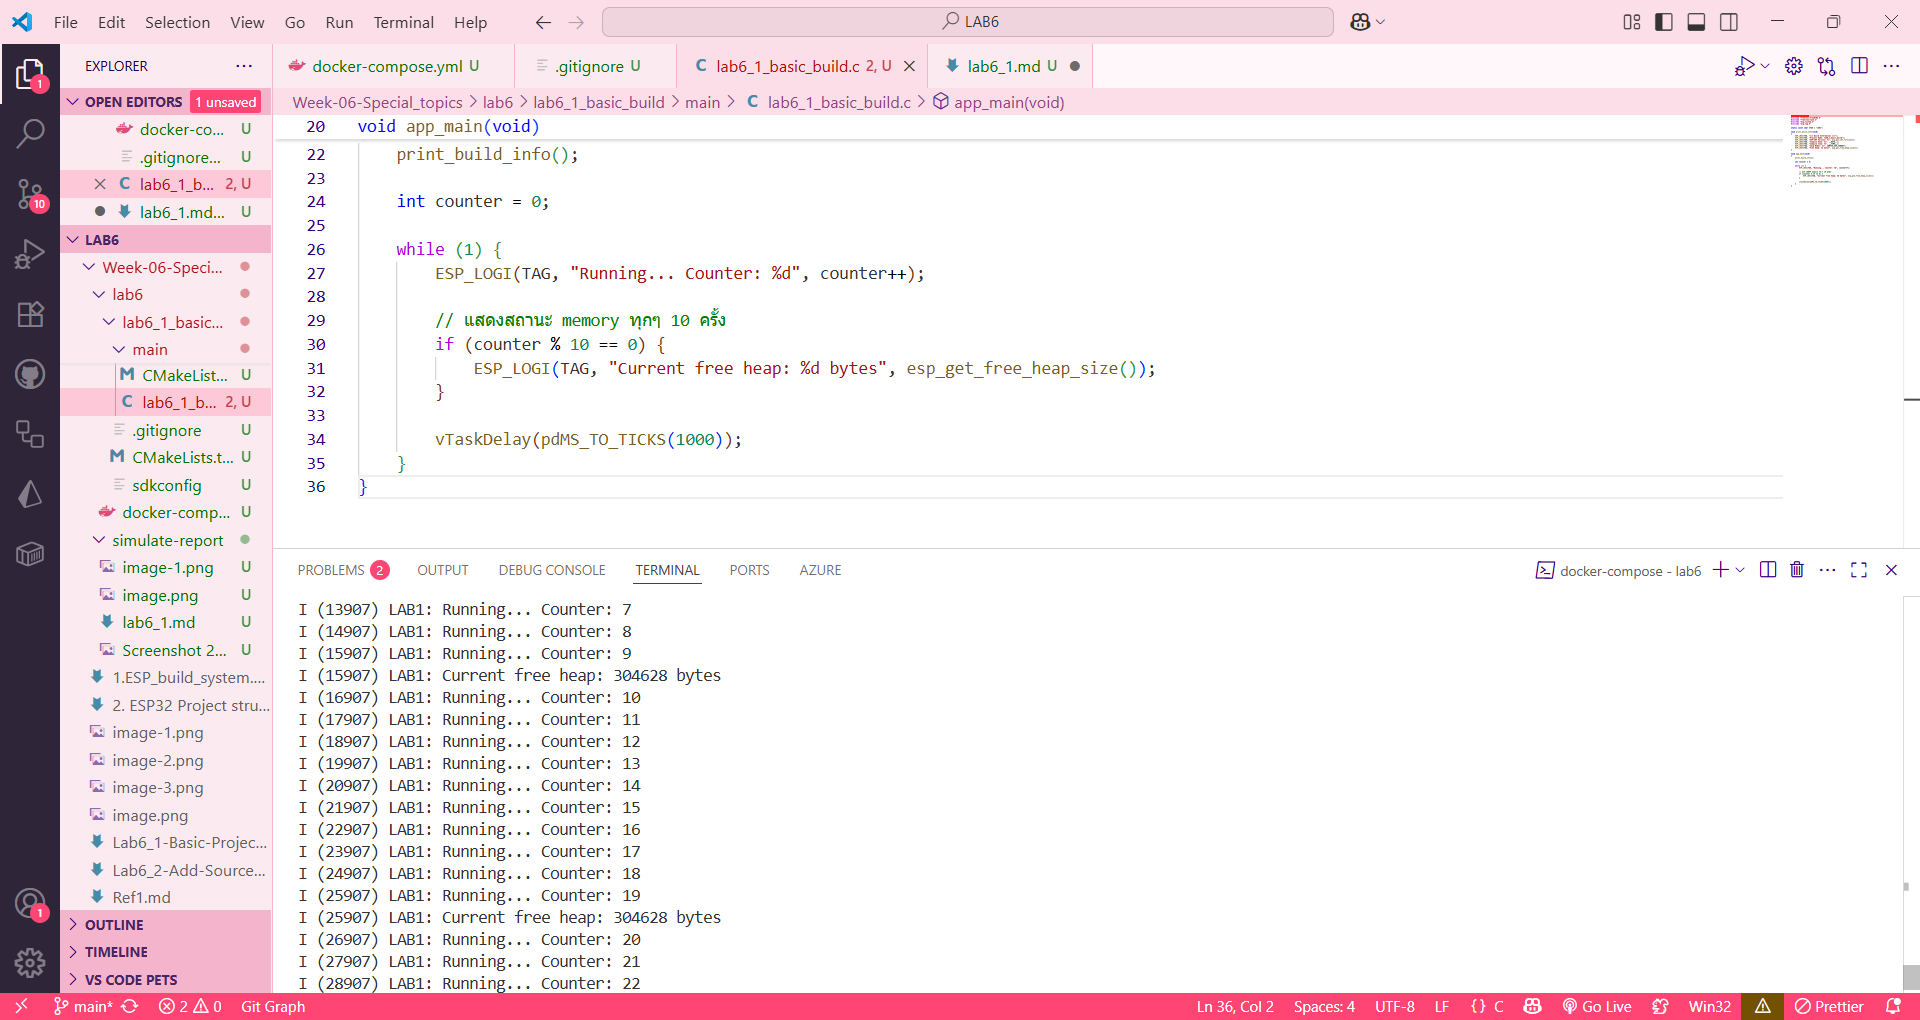 File Edit Selection View Go Run Terminal Help
LAB6
EXPLORER
docker-compose.yml U
.gitignore U
lab6_1_basic_build.c 2, U
lab6_1.md U
OPEN EDITORS 1 unsaved
docker-co... U
.gitignore... U
lab6_1_b... 2, U
lab6_1.md... U
LAB6
Week-06-Speci...
lab6
lab6_1_basic...
main
CMakeList... U
lab6_1_b... 2, U
.gitignore U
CMakeLists.t... U
sdkconfig U
docker-comp... U
simulate-report
image-1.png U
image.png U
lab6_1.md U
Screenshot 2... U
1.ESP_build_system....
2. ESP32 Project stru...
image-1.png
image-2.png
image-3.png
image.png
Lab6_1-Basic-Projec...
Lab6_2-Add-Source...
Ref1.md
OUTLINE
TIMELINE
VS CODE PETS
1
10
1
Week-06-Special_topics > lab6 > lab6_1_basic_build > main > C lab6_1_basic_build.c > app_main(void)
20 void app_main(void)
22 print_build_info();
23
24 int counter = 0;
25
26 while (1) {
27 ESP_LOGI(TAG, "Running... Counter: %d", counter++);
28
29 // แสดงสถานะ memory ทุกๆ 10 ครั้ง
30 if (counter % 10 == 0) {
31 ESP_LOGI(TAG, "Current free heap: %d bytes", esp_get_free_heap_size());
32 }
33
34 vTaskDelay(pdMS_TO_TICKS(1000));
35 }
36 }
PROBLEMS 2 OUTPUT DEBUG CONSOLE TERMINAL PORTS AZURE
docker-compose - lab6
I (13907) LAB1: Running... Counter: 7
I (14907) LAB1: Running... Counter: 8
I (15907) LAB1: Running... Counter: 9
I (15907) LAB1: Current free heap: 304628 bytes
I (16907) LAB1: Running... Counter: 10
I (17907) LAB1: Running... Counter: 11
I (18907) LAB1: Running... Counter: 12
I (19907) LAB1: Running... Counter: 13
I (20907) LAB1: Running... Counter: 14
I (21907) LAB1: Running... Counter: 15
I (22907) LAB1: Running... Counter: 16
I (23907) LAB1: Running... Counter: 17
I (24907) LAB1: Running... Counter: 18
I (25907) LAB1: Running... Counter: 19
I (25907) LAB1: Current free heap: 304628 bytes
I (26907) LAB1: Running... Counter: 20
I (27907) LAB1: Running... Counter: 21
I (28907) LAB1: Running... Counter: 22
main* 2 0 Git Graph
Ln 36, Col 2 Spaces: 4 UTF-8 LF {} C Go Live Win32 Prettier